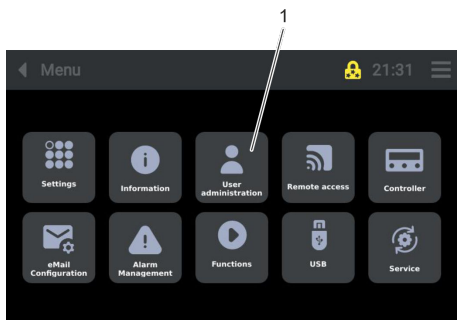 1
Menu
21:31
Settings
Information
User
administration
Remote access
Controller
eMail
Configuration
Alarm
Management
Functions
USB
Service